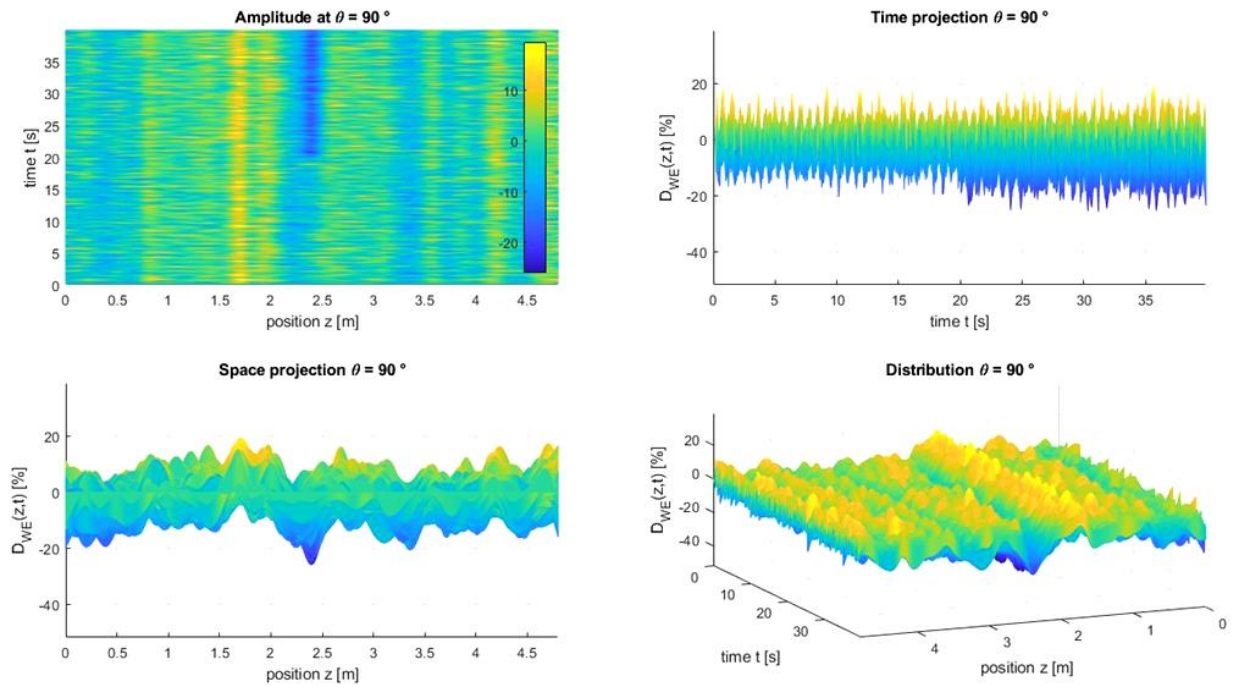 Amplitude at θ = 90 °
35
30
25
20
15
10
5
0
time t [s]
10
0
-10
-20
0 0.5 1 1.5 2 2.5 3 3.5 4 4.5
position z [m]
Time projection θ = 90 °
20
0
-20
-40
D_WE(z,t) [%]
0 5 10 15 20 25 30 35
time t [s]
Space projection θ = 90 °
20
0
-20
-40
D_WE(z,t) [%]
0 0.5 1 1.5 2 2.5 3 3.5 4 4.5
position z [m]
Distribution θ = 90 °
20
0
-20
-40
D_WE(z,t) [%]
0
10
20
30
time t [s]
4 3 2 1 0
position z [m]